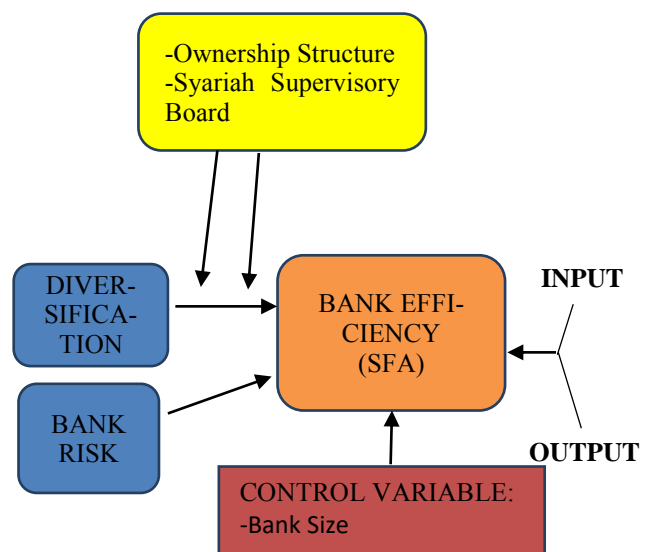 -Ownership Structure
-Syariah Supervisory
Board
DIVER-
SIFICA-
TION
BANK EFFI-
CIENCY
(SFA)
INPUT
BANK
RISK
OUTPUT
CONTROL VARIABLE:
-Bank Size